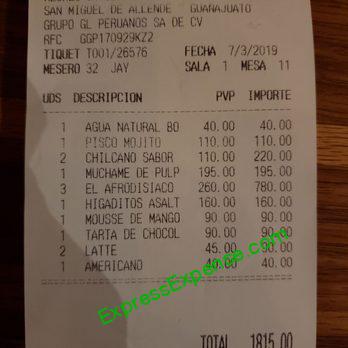 SAN MIGUEL DE ALLENDE GUANAJUATO
GRUPO GL PERUANOS SA DE CV
RFC GGP170929KZ2
TIQUET T001/26576 FECHA 7/3/2019
MESERO 32 JAY SALA 1 MESA 11
UDS DESCRIPCION PVP IMPORTE
1 AGUA NATURAL BO 40.00 40.00
1 PISCO MOJITO 110.00 110.00
2 CHILCANO SABOR 110.00 220.00
1 MUCHAME DE PULP 195.00 195.00
3 EL AFRODISIACO 260.00 780.00
1 HIGADITOS ASALT 160.00 160.00
1 MOUSSE DE MANGO 90.00 90.00
1 TARTA DE CHOCOL 90.00 90.00
2 LATTE 45.00 90.00
1 AMERICANO 40.00 40.00
ExpressExpense.com
TOTAL 1815.00